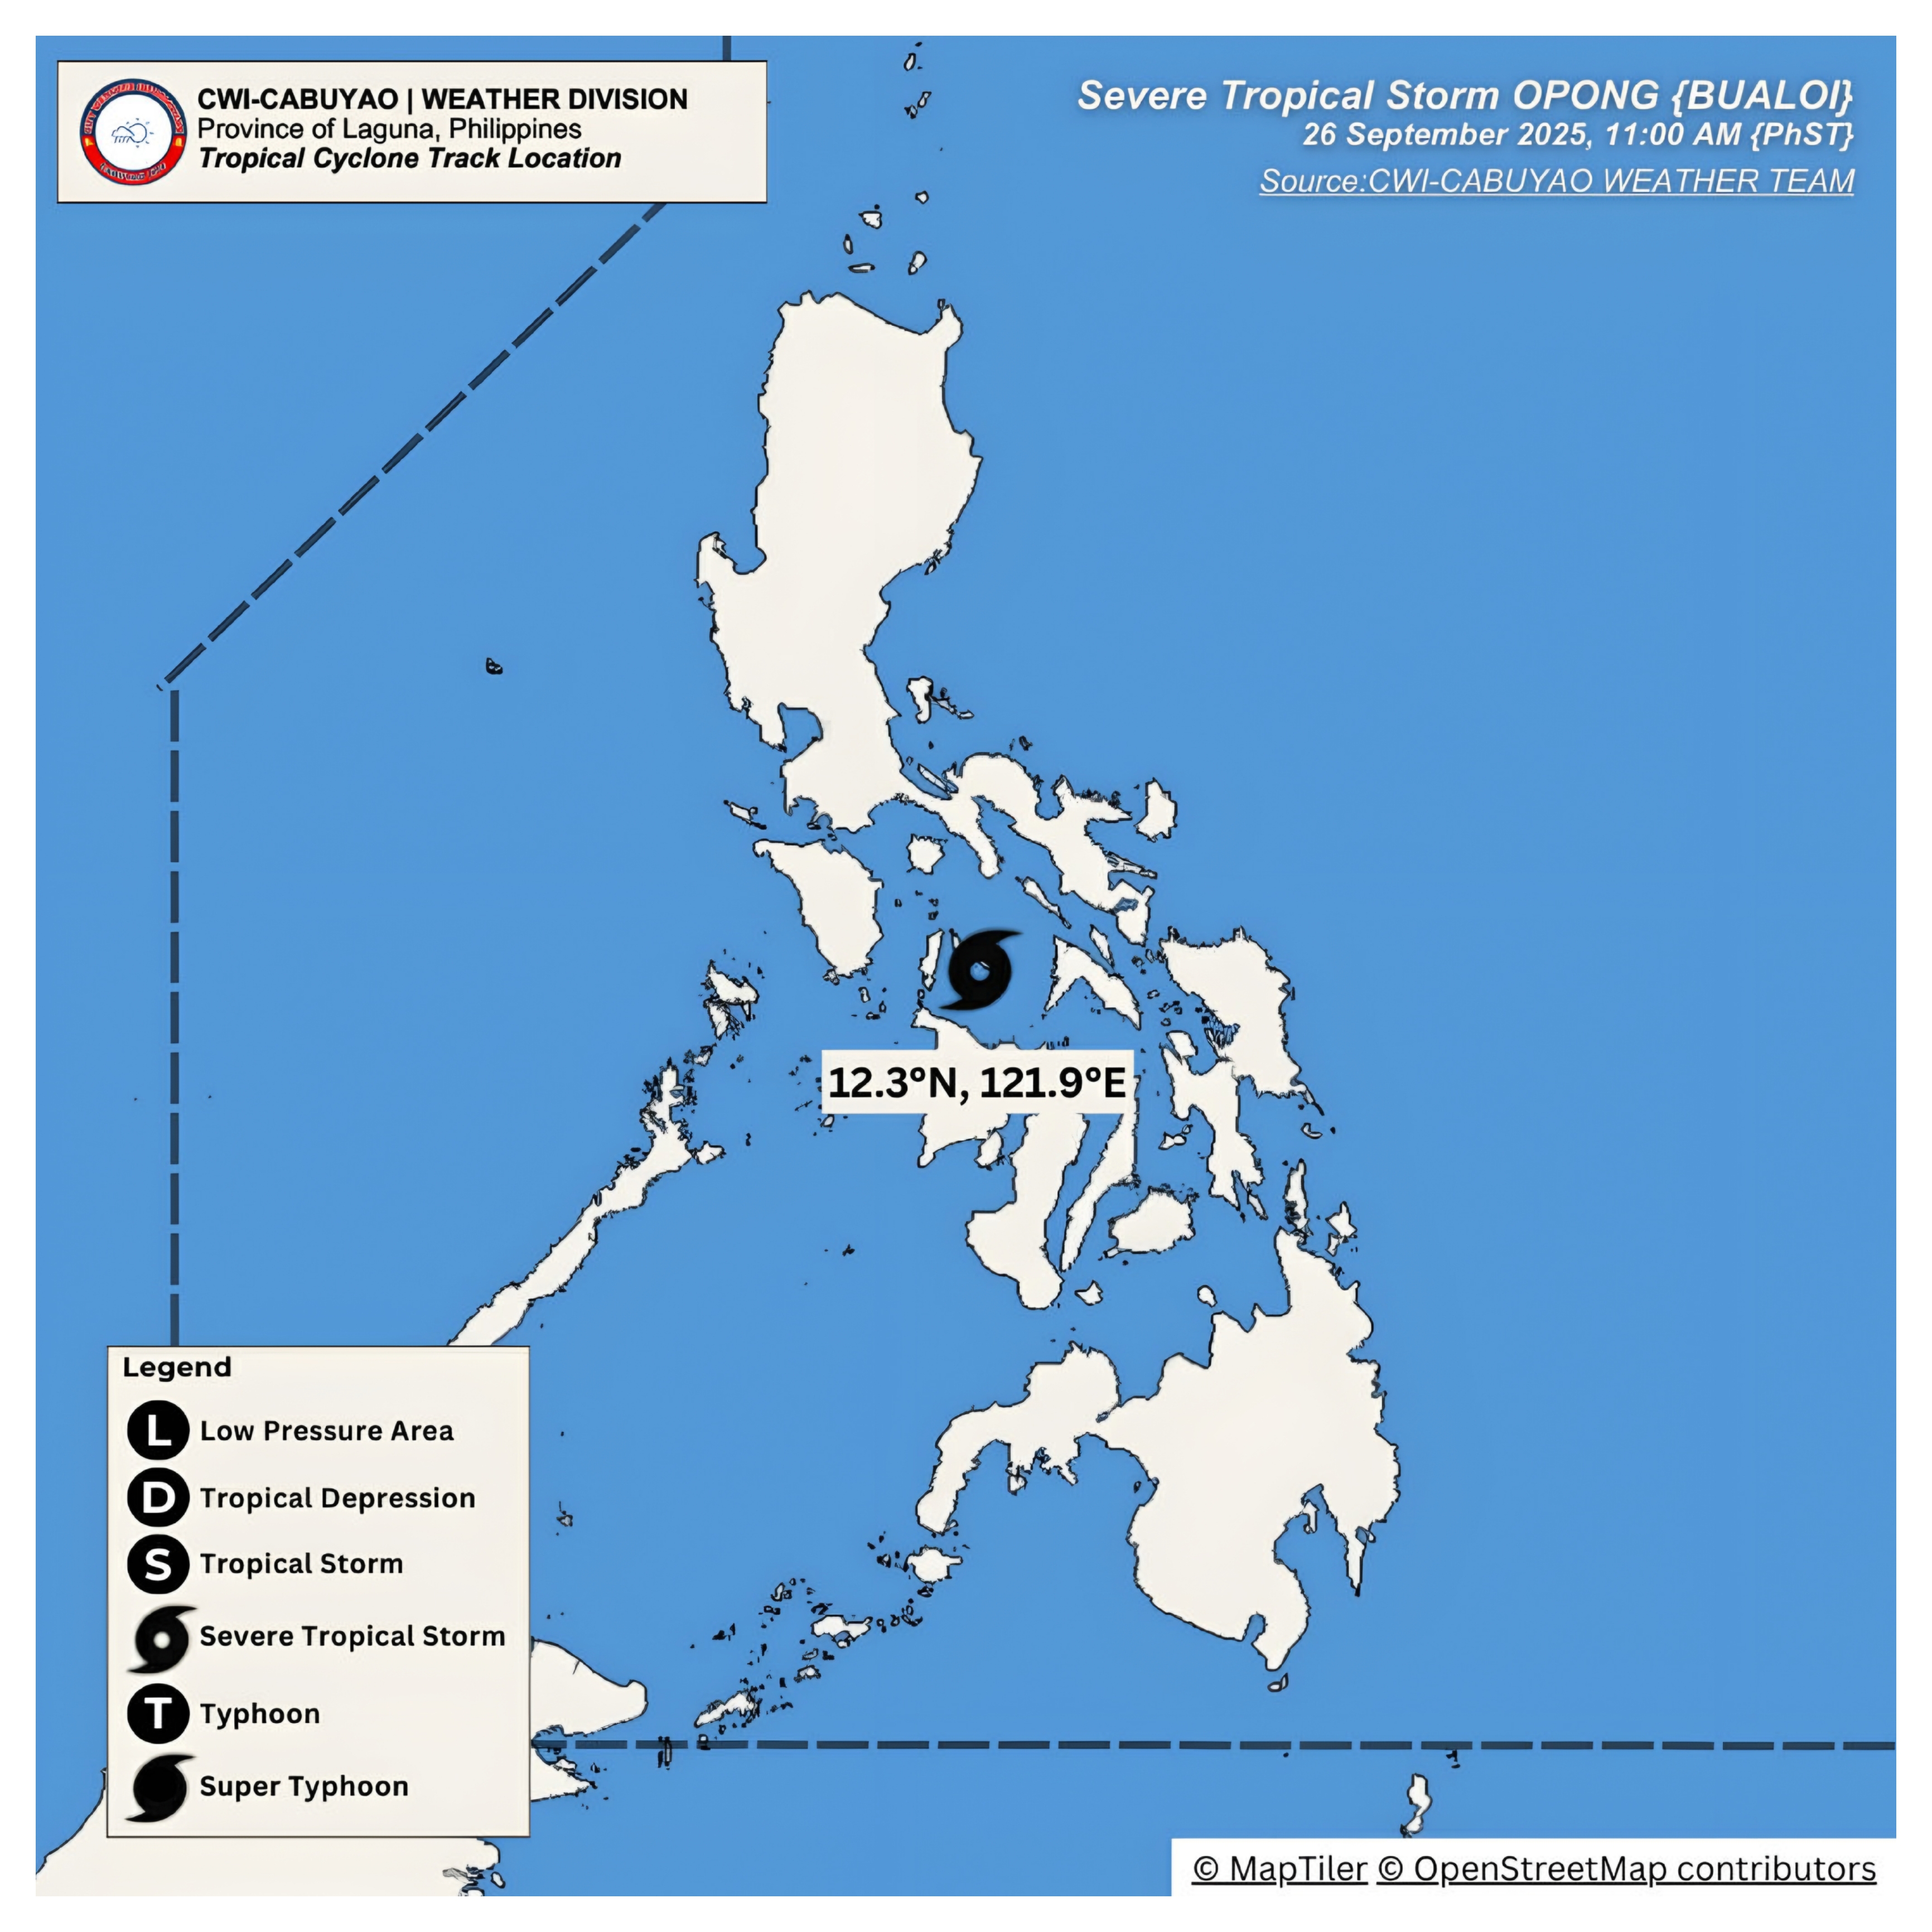 CWI-CABUYAO | WEATHER DIVISION
Province of Laguna, Philippines
Tropical Cyclone Track Location
Severe Tropical Storm OPONG {BUALOI}
26 September 2025, 11:00 AM {PhST}
Source:CWI-CABUYAO WEATHER TEAM
12.3°N, 121.9°E
Legend
L Low Pressure Area
D Tropical Depression
S Tropical Storm
Severe Tropical Storm
T Typhoon
Super Typhoon
© MapTiler © OpenStreetMap contributors